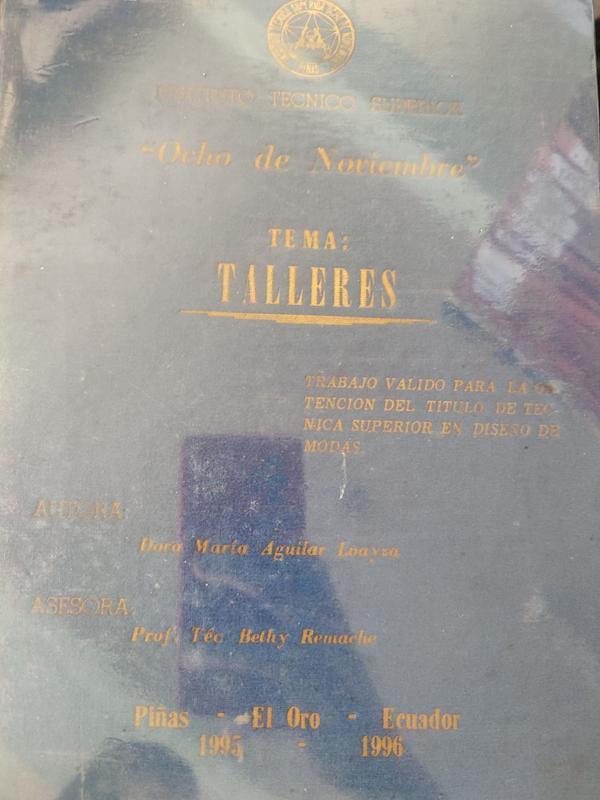 INSTITUTO TECNICO SUPERIOR
"Ocho de Noviembre"
TEMA:
TALLERES
TRABAJO VALIDO PARA LA OB-
TENCION DEL TITULO DE TEC-
NICA SUPERIOR EN DISEÑO DE
MODAS.
AUTORA:
Dora María Aguilar Loayza
ASESORA:
Prof. Téc Bethy Remache
Piñas - El Oro - Ecuador
1995 - 1996